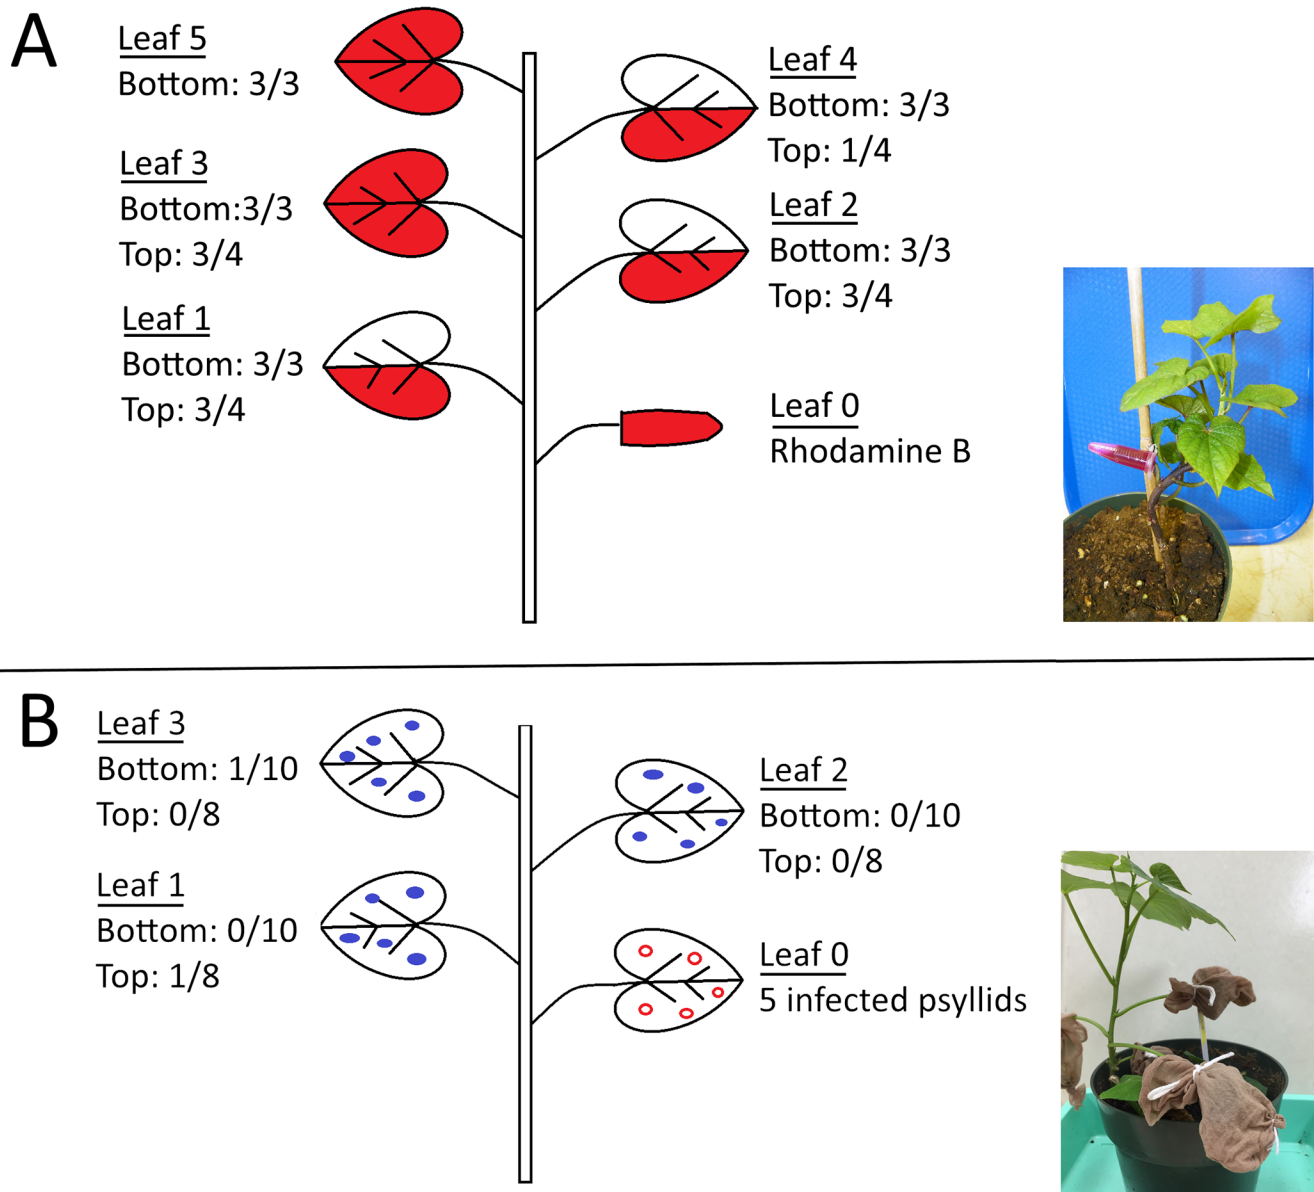 A
Leaf 5
Bottom: 3/3
Leaf 4
Bottom: 3/3
Top: 1/4
Leaf 3
Bottom:3/3
Top: 3/4
Leaf 2
Bottom: 3/3
Top: 3/4
Leaf 1
Bottom: 3/3
Top: 3/4
Leaf 0
Rhodamine B
B
Leaf 3
Bottom: 1/10
Top: 0/8
Leaf 2
Bottom: 0/10
Top: 0/8
Leaf 1
Bottom: 0/10
Top: 1/8
Leaf 0
5 infected psyllids